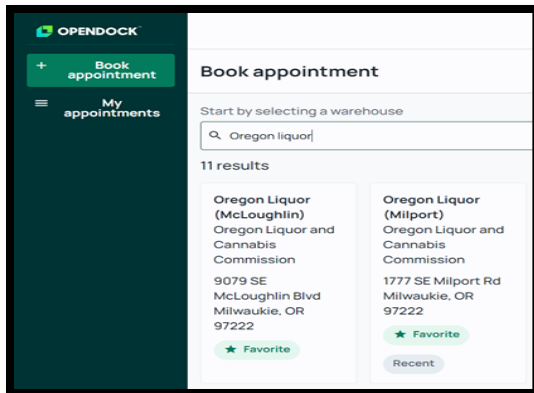 OPENDOCK™
+ Book
appointment
My
appointments
Book appointment
Start by selecting a warehouse
Oregon liquor
11 results
Oregon Liquor
(McLoughlin)
Oregon Liquor and
Cannabis
Commission
9079 SE
McLoughlin Blvd
Milwaukie, OR
97222
Favorite
Oregon Liquor
(Milport)
Oregon Liquor and
Cannabis
Commission
1777 SE Milport Rd
Milwaukie, OR
97222
Favorite
Recent